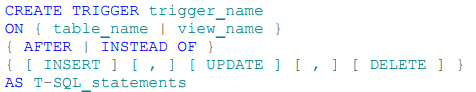 CREATE TRIGGER trigger_name
ON { table_name | view_name }
{ AFTER | INSTEAD OF }
{ [ INSERT ] [ , ] [ UPDATE ] [ , ] [ DELETE ] }
AS T-SQL_statements